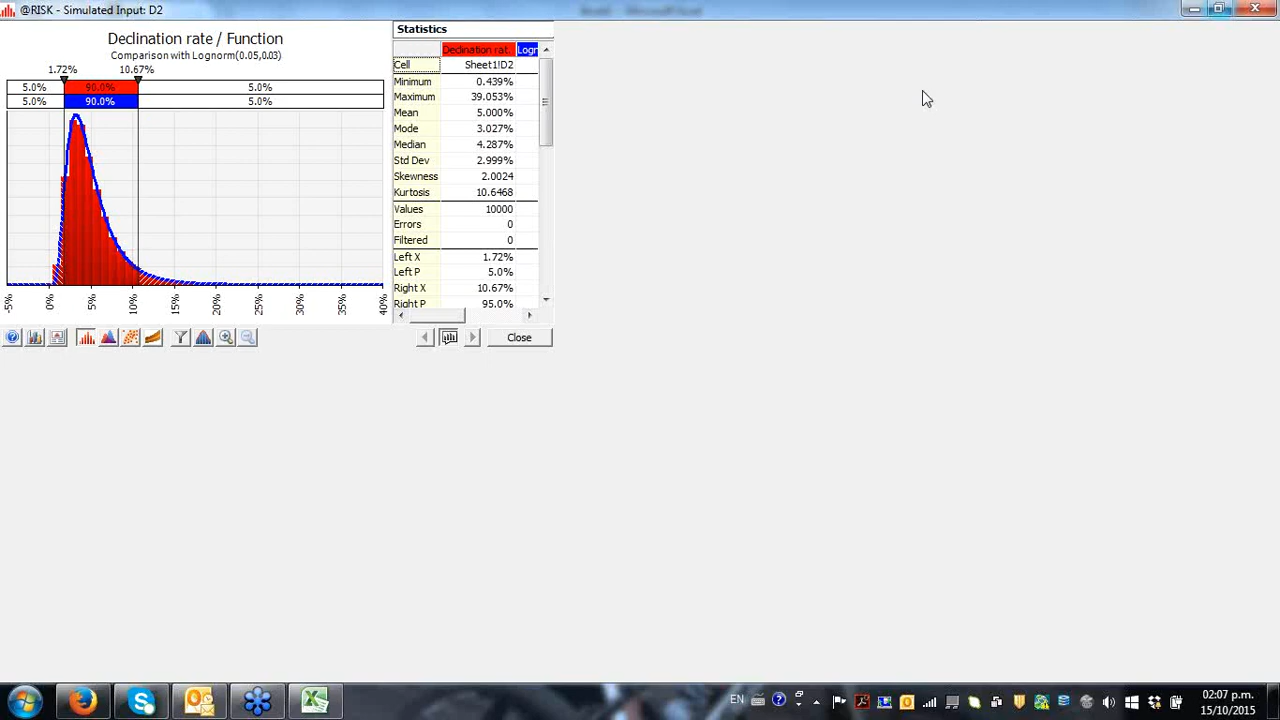 @RISK - Simulated Input: D2
Declination rate / Function
Comparison with Lognorm(0.05,0.03)
1.72% 10.67%
5.0% 90.0% 5.0%
5.0% 90.0% 5.0%
-5% 0% 5% 10% 15% 20% 25% 30% 35% 40%
Statistics
Declination rat. Logn
Cell Sheet1!D2
Minimum 0.439%
Maximum 39.053%
Mean 5.000%
Mode 3.027%
Median 4.287%
Std Dev 2.999%
Skewness 2.0024
Kurtosis 10.6468
Values 10000
Errors 0
Filtered 0
Left X 1.72%
Left P 5.0%
Right X 10.67%
Right P 95.0%
Close
EN
02:07 p.m.
15/10/2015